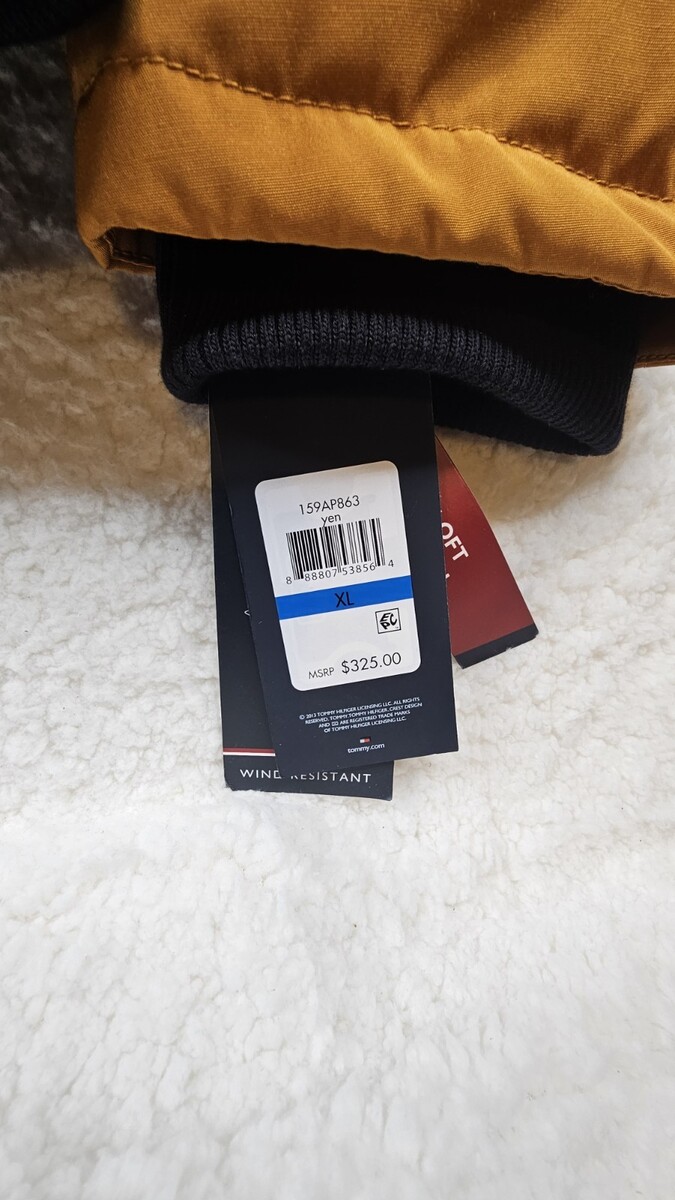 159AP863
yen
8 88807 53856 4
XL
EPC
MSRP $325.00
© 2013 TOMMY HILFIGER LICENSING LLC. ALL RIGHTS
RESERVED. TOMMY,TOMMY HILFIGER, CREST DESIGN
AND ARE REGISTERED TRADE MARKS
OF TOMMY HILFIGER LICENSING LLC.
tommy.com
WIND RESISTANT
OFT